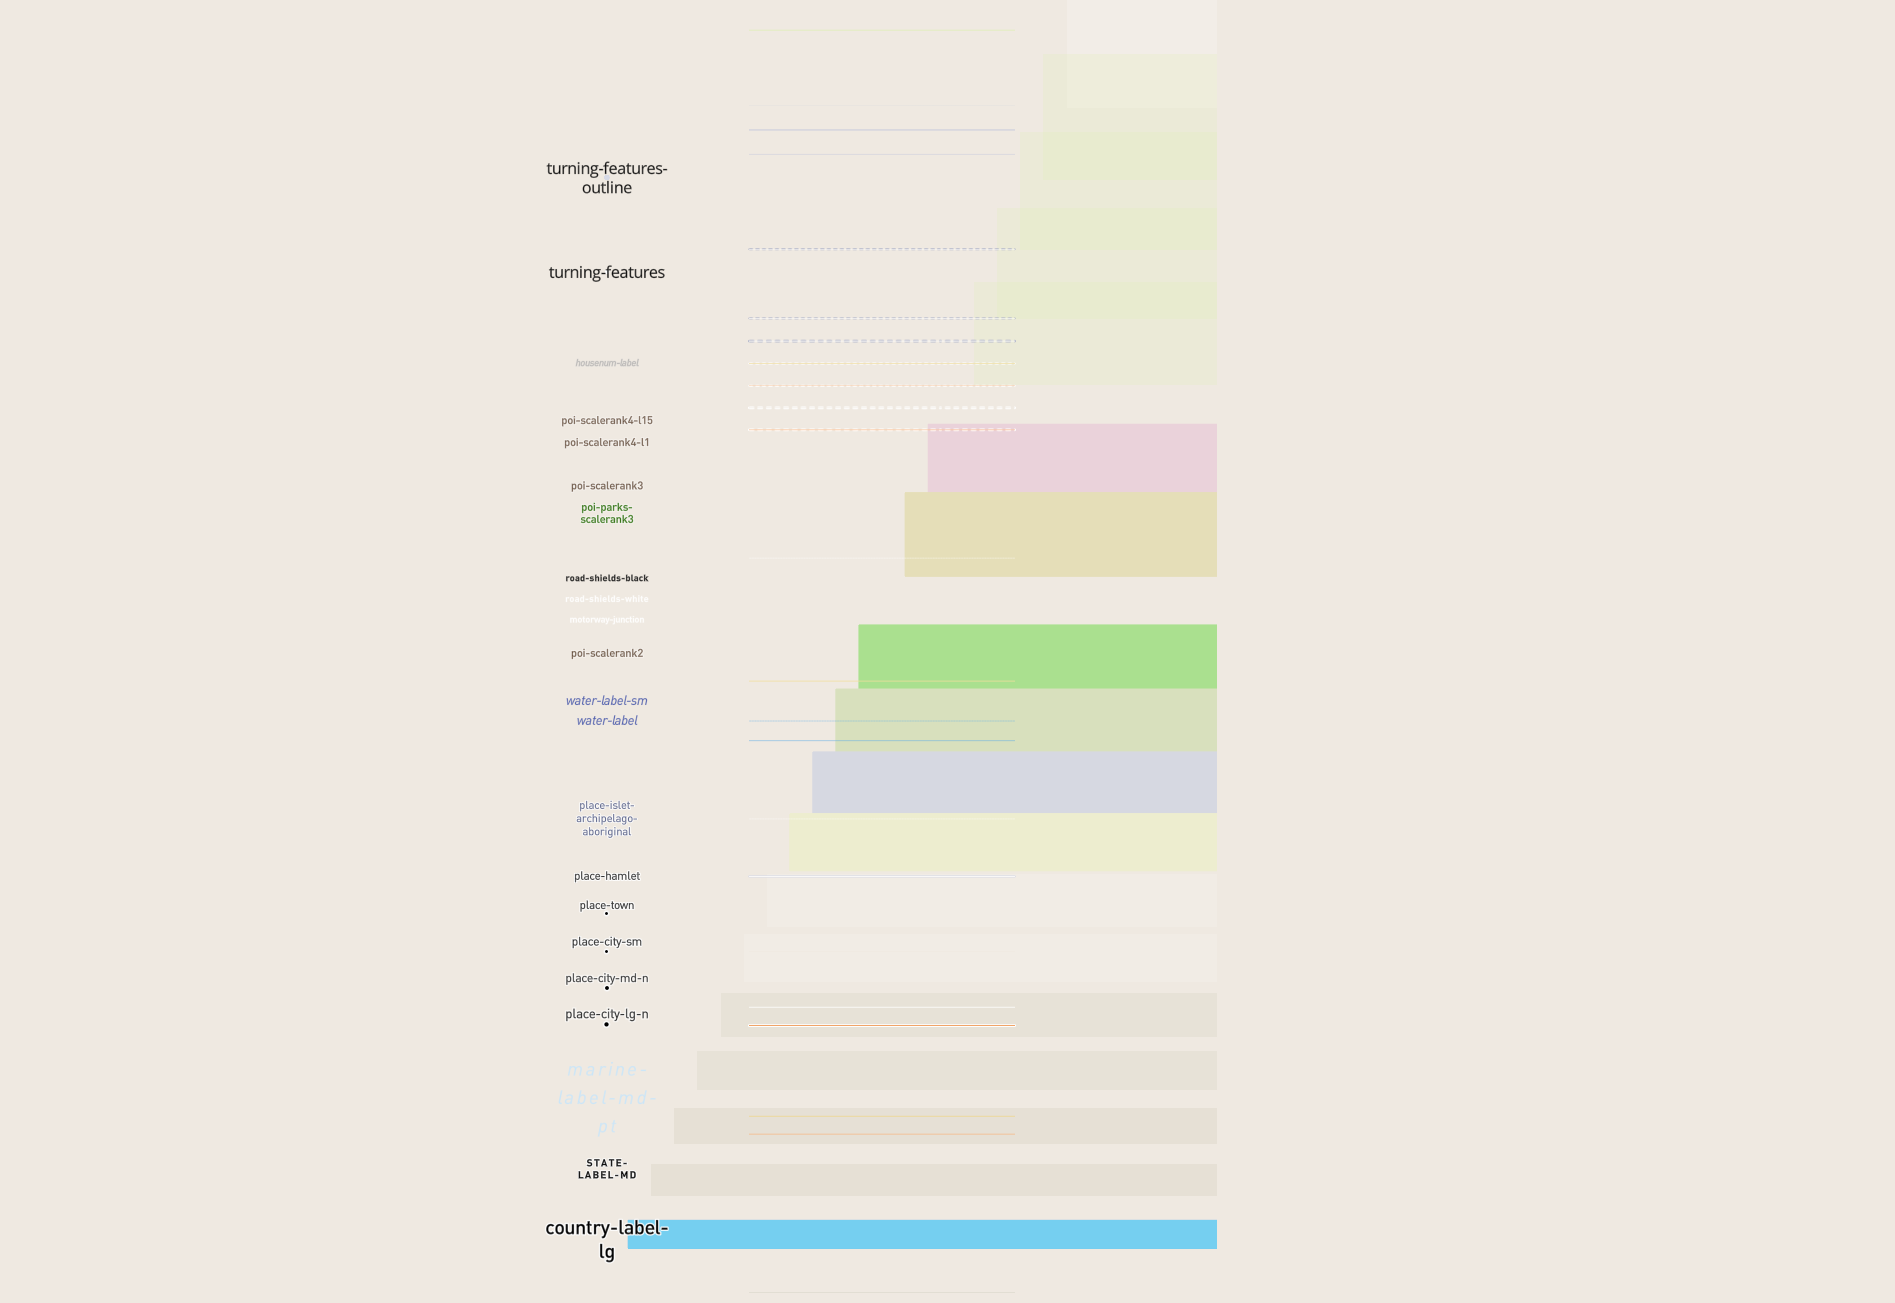 turning-features-
outline
turning-features
housenum-label
poi-scalerank4-l15
poi-scalerank4-l1
poi-scalerank3
poi-parks-
scalerank3
road-shields-black
road-shields-white
motorway-junction
poi-scalerank2
water-label-sm
water-label
place-islet-
archipelago-
aboriginal
place-hamlet
place-town
place-city-sm
place-city-md-n
place-city-lg-n
marine-
label-md-
pt
STATE-
LABEL-MD
country-label-
lg